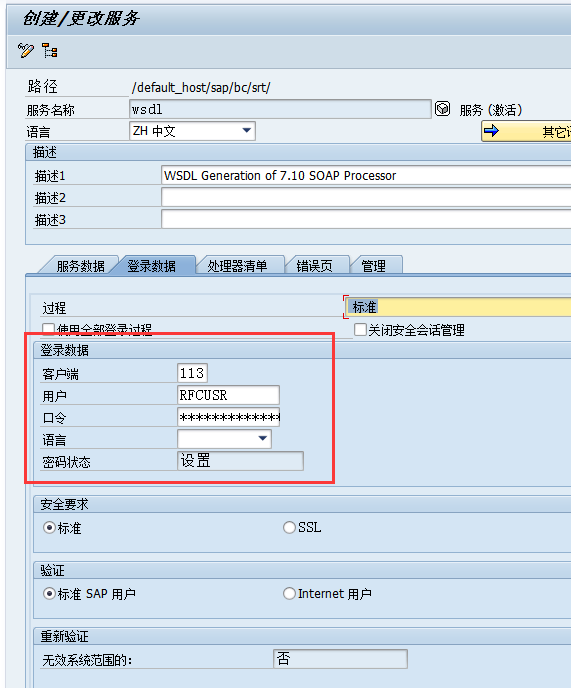 创建/更改服务
路径 /default_host/sap/bc/srt/
服务名称 wsdl 服务 (激活)
语言 ZH 中文 其它
描述
描述1 WSDL Generation of 7.10 SOAP Processor
描述2
描述3
服务数据 登录数据 处理器清单 错误页 管理
过程 标准
使用全部登录过程 关闭安全会话管理
登录数据
客户端 113
用户 RFCUSR
口令 *************
语言
密码状态 设置
安全要求
标准 SSL
验证
标准 SAP 用户 Internet 用户
重新验证
无效系统范围的: 否